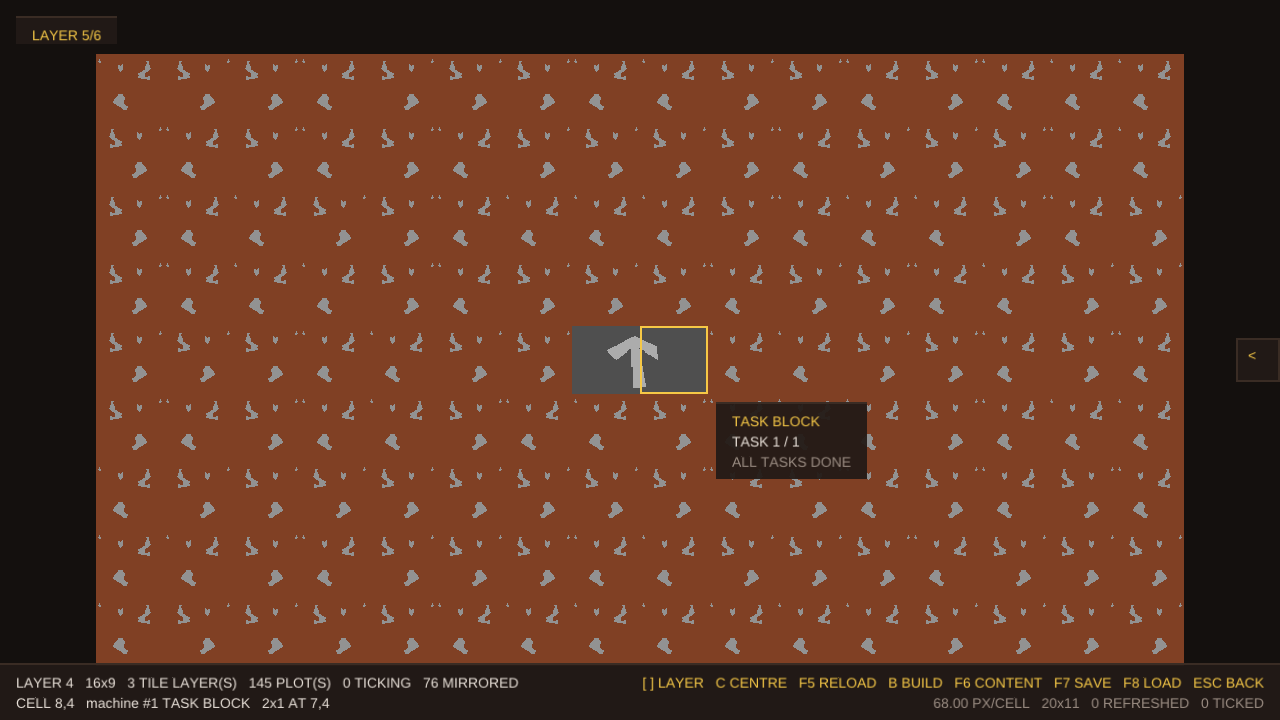 LAYER 5/6
<
TASK BLOCK
TASK 1 / 1
ALL TASKS DONE
LAYER 4 16x9 3 TILE LAYER(S) 145 PLOT(S) 0 TICKING 76 MIRRORED
[ ] LAYER C CENTRE F5 RELOAD B BUILD F6 CONTENT F7 SAVE F8 LOAD ESC BACK
CELL 8,4 machine #1 TASK BLOCK 2x1 AT 7,4
68.00 PX/CELL 20x11 0 REFRESHED 0 TICKED